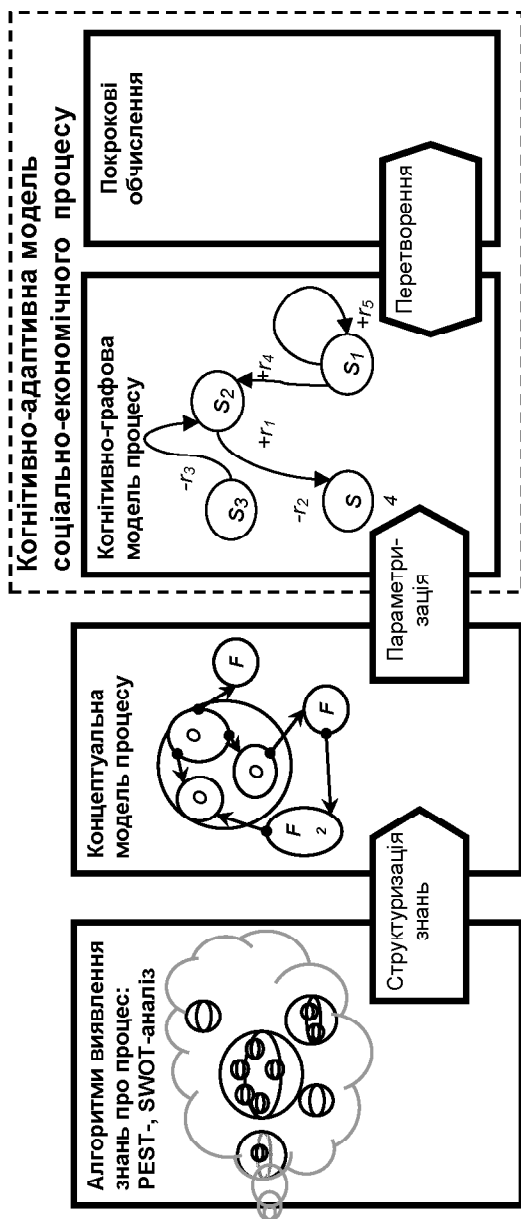 Когнітивно-адаптивна модель
соціально-економічного процесу
Алгоритми виявлення
знань про процес:
PEST-, SWOT-аналіз
Структуризація
знань
Концептуальна
модель процесу
O
O
O
F
F
F
2
Параметри-
зація
Когнітивно-графова
модель процесу
-r3
S3
S2
+r4
+r1
-r2
S
4
S1
+r5
Перетворення
Покрокові
обчислення